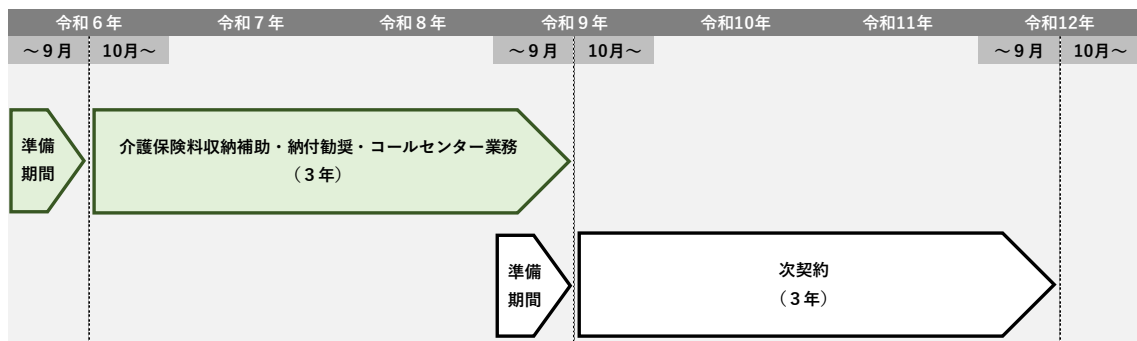 令和６年 令和７年 令和８年 令和９年 令和10年 令和11年 令和12年
～９月 10月～ ～９月 10月～ ～９月 10月～
準備
期間
介護保険料収納補助・納付勧奨・コールセンター業務
（３年）
準備
期間
次契約
（３年）